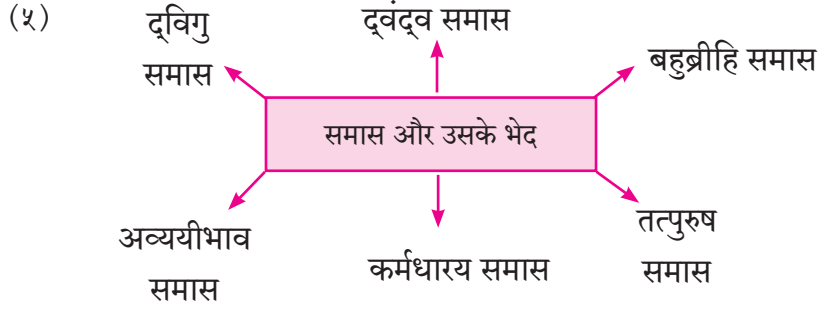 (५)
द्‌विगु
समास
द्‌वंद्‌व समास
बहुब्रीहि समास
समास और उसके भेद
अव्ययीभाव
समास
कर्मधारय समास
तत्पुरुष
समास